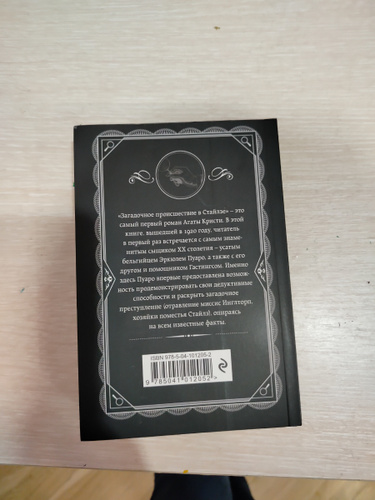 «Загадочное происшествие в Стайлзе» – это
самый первый роман Агаты Кристи. В этой
книге, вышедшей в 1920 году, читатель
в первый раз встречается с самым знаме-
нитым сыщиком XX столетия – усатым
бельгийцем Эркюлем Пуаро, а также с его
другом и помощником Гастингсом. Именно
здесь Пуаро впервые предоставлена возмож-
ность продемонстрировать свои дедуктивные
способности и раскрыть загадочное
преступление (отравление миссис Инглторп,
хозяйки поместья Стайлз), опираясь
на всем известные факты.
ISBN 978-5-04-101205-2
9 785041 012052